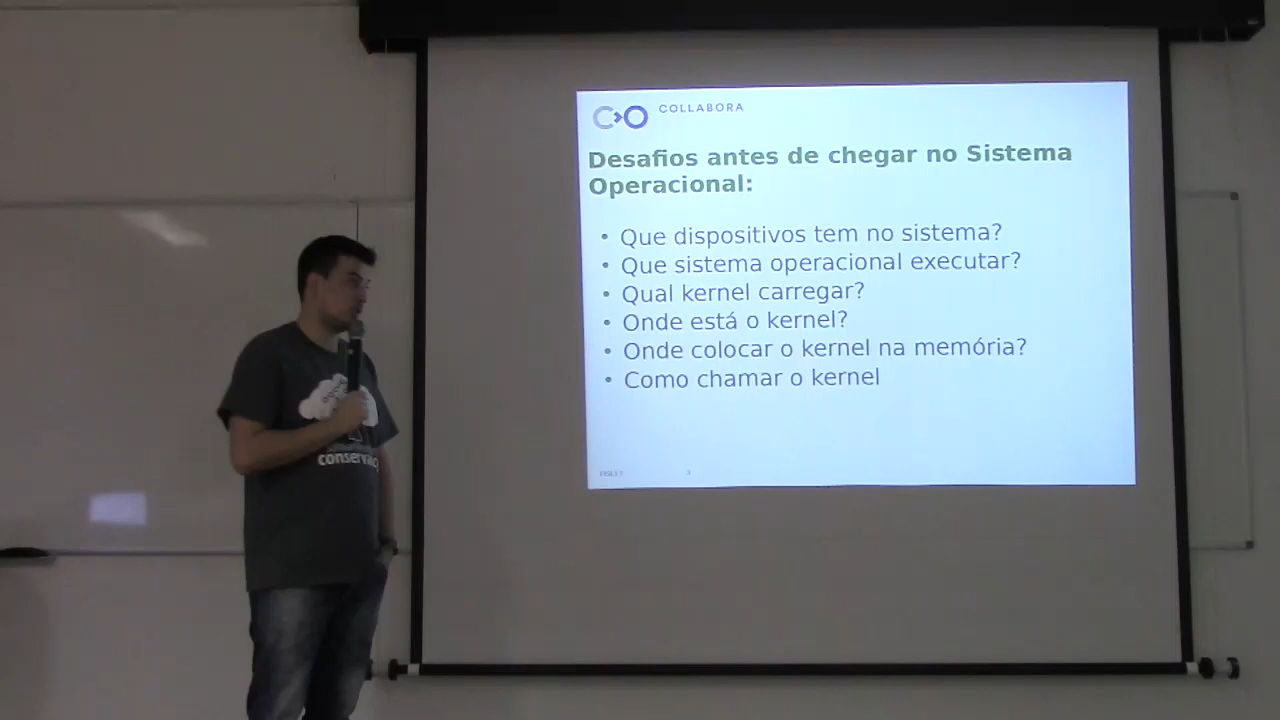 COLLABORA
Desafios antes de chegar no Sistema
Operacional:
• Que dispositivos tem no sistema?
• Que sistema operacional executar?
• Qual kernel carregar?
• Onde está o kernel?
• Onde colocar o kernel na memória?
• Como chamar o kernel